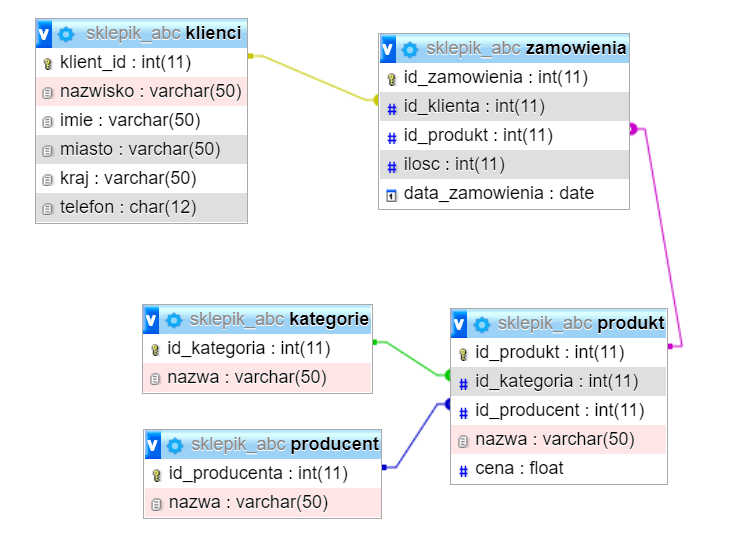 v sklepik_abc klienci
klient_id : int(11)
nazwisko : varchar(50)
imie : varchar(50)
miasto : varchar(50)
kraj : varchar(50)
telefon : char(12)
v sklepik_abc zamowienia
id_zamowienia : int(11)
# id_klienta : int(11)
# id_produkt : int(11)
# ilosc : int(11)
1 data_zamowienia : date
v sklepik_abc kategorie
id_kategoria : int(11)
nazwa : varchar(50)
v sklepik_abc producent
id_producenta : int(11)
nazwa : varchar(50)
v sklepik_abc produkt
id_produkt : int(11)
# id_kategoria : int(11)
# id_producent : int(11)
nazwa : varchar(50)
# cena : float